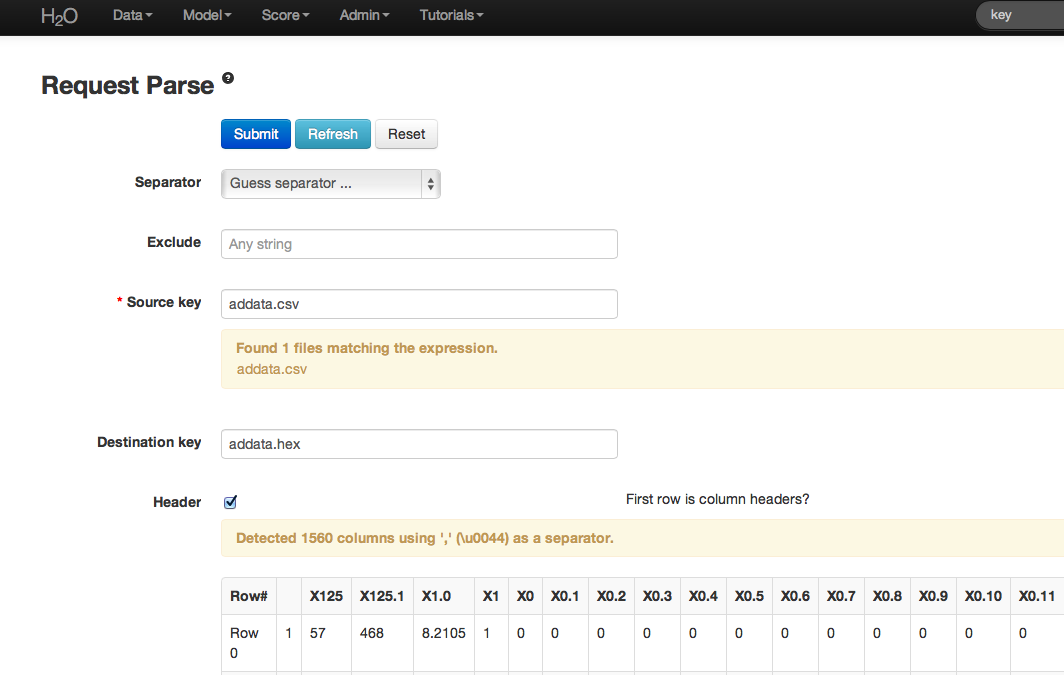 H2O Data Model Score Admin Tutorials key
Request Parse ?
Submit Refresh Reset
Separator Guess separator ...
Exclude Any string
* Source key addata.csv
Found 1 files matching the expression.
addata.csv
Destination key addata.hex
Header First row is column headers?
Detected 1560 columns using ',' (\u0044) as a separator.
Row# X125 X125.1 X1.0 X1 X0 X0.1 X0.2 X0.3 X0.4 X0.5 X0.6 X0.7 X0.8 X0.9 X0.10 X0.11
Row 1 57 468 8.2105 1 0 0 0 0 0 0 0 0 0 0 0 0
0